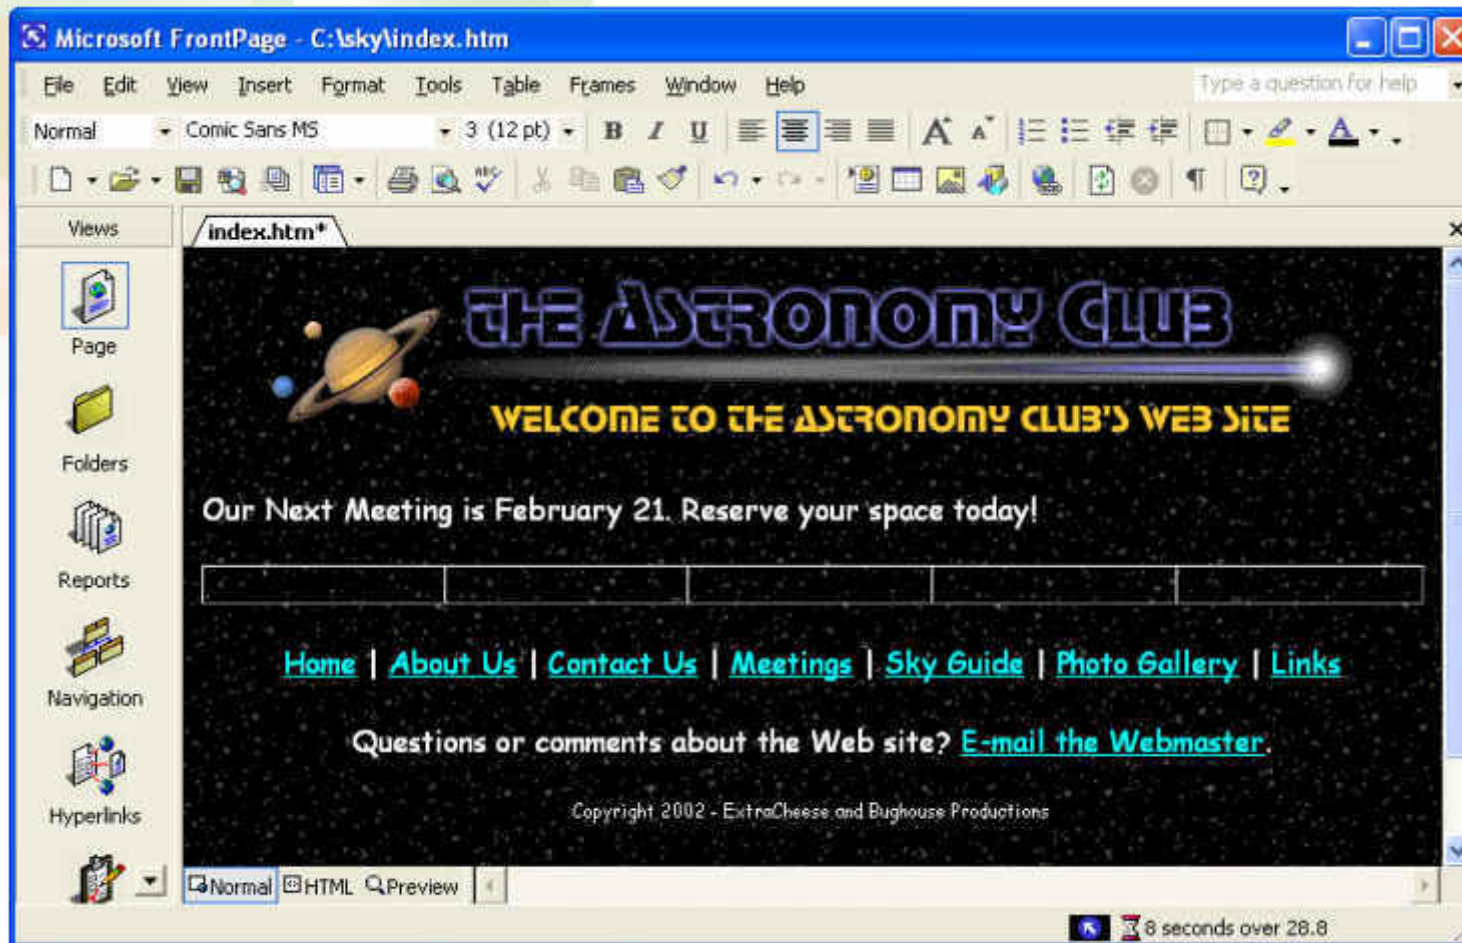 Microsoft FrontPage - C:\sky\index.htm
File Edit View Insert Format Tools Table Frames Window Help Type a question for help
Normal Comic Sans MS 3 (12 pt) B I U A A A
ABC ¶ ?
Views index.htm*
the Astronomy Club
WELCOME TO THE ASTRONOMY CLUB'S WEB SITE
Page
Folders
Our Next Meeting is February 21. Reserve your space today!
Reports
Home | About Us | Contact Us | Meetings | Sky Guide | Photo Gallery | Links
Navigation
Questions or comments about the Web site? E-mail the Webmaster.
Hyperlinks
Copyright 2002 - ExtraCheese and Bughouse Productions
Normal HTML Preview
8 seconds over 28.8